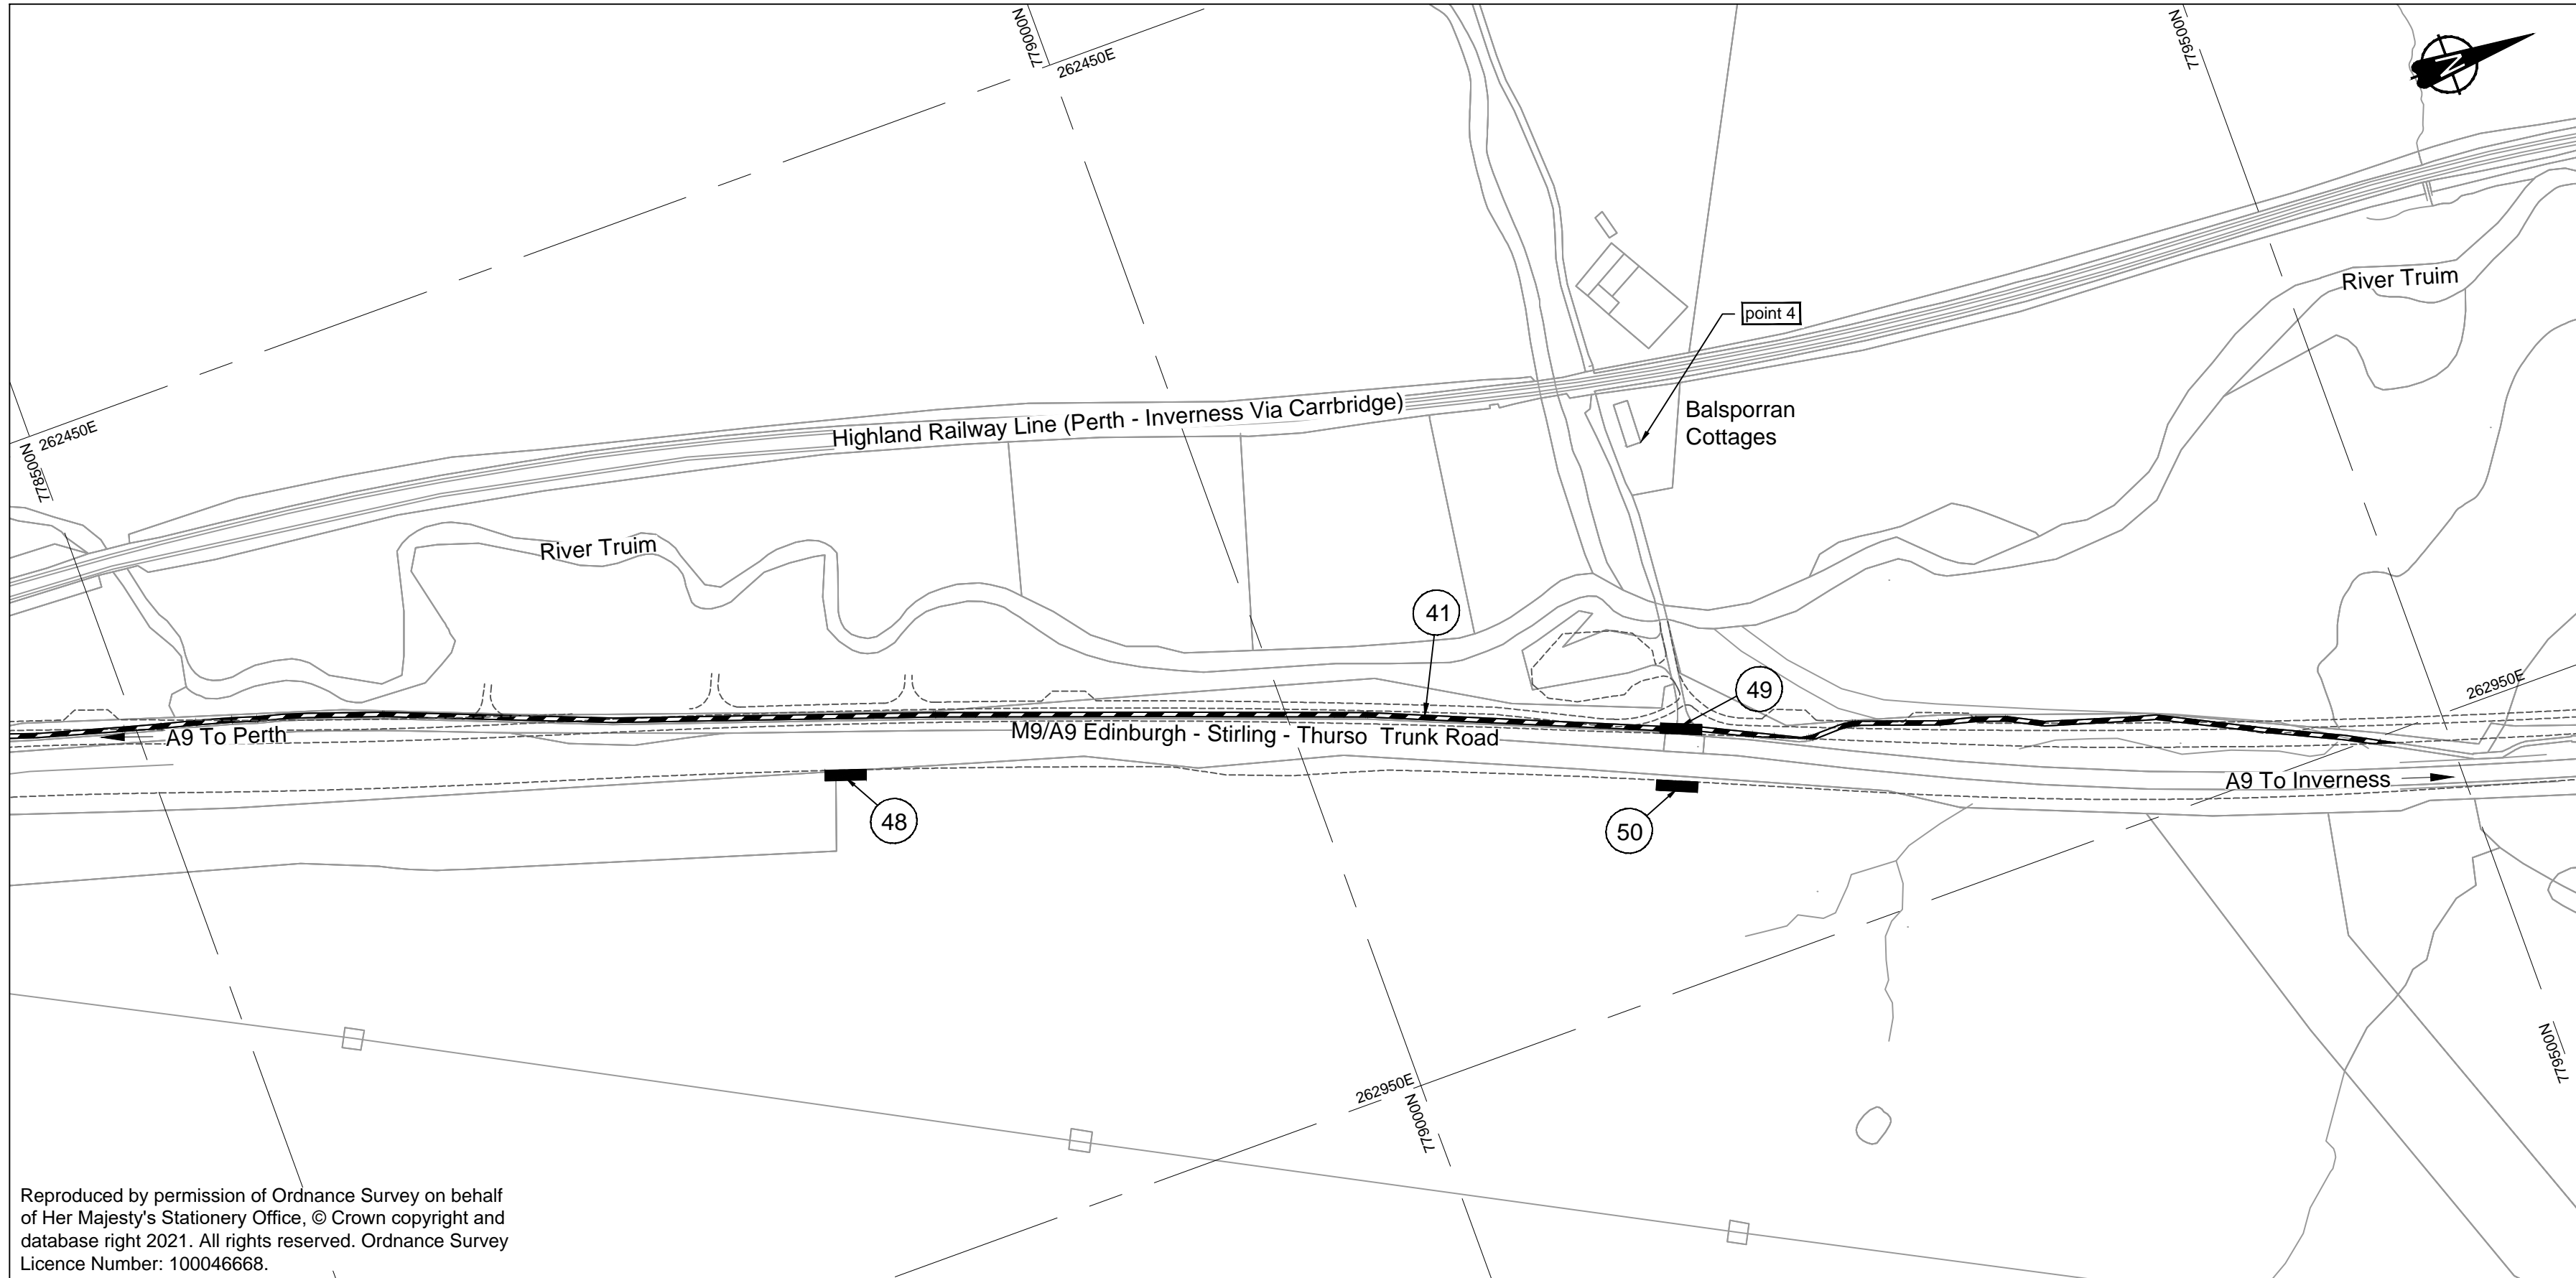 779000N
262450E
779500N
N
point 4
River Truim
Highland Railway Line (Perth - Inverness Via Carrbridge)
Balsporran
Cottages
262450E
778500N
River Truim
41
49
262950E
A9 To Perth
M9/A9 Edinburgh - Stirling - Thurso Trunk Road
A9 To Inverness
48
50
779500N
262950E
779000N
Reproduced by permission of Ordnance Survey on behalf
of Her Majesty's Stationery Office, © Crown copyright and
database right 2021. All rights reserved. Ordnance Survey
Licence Number: 100046668.